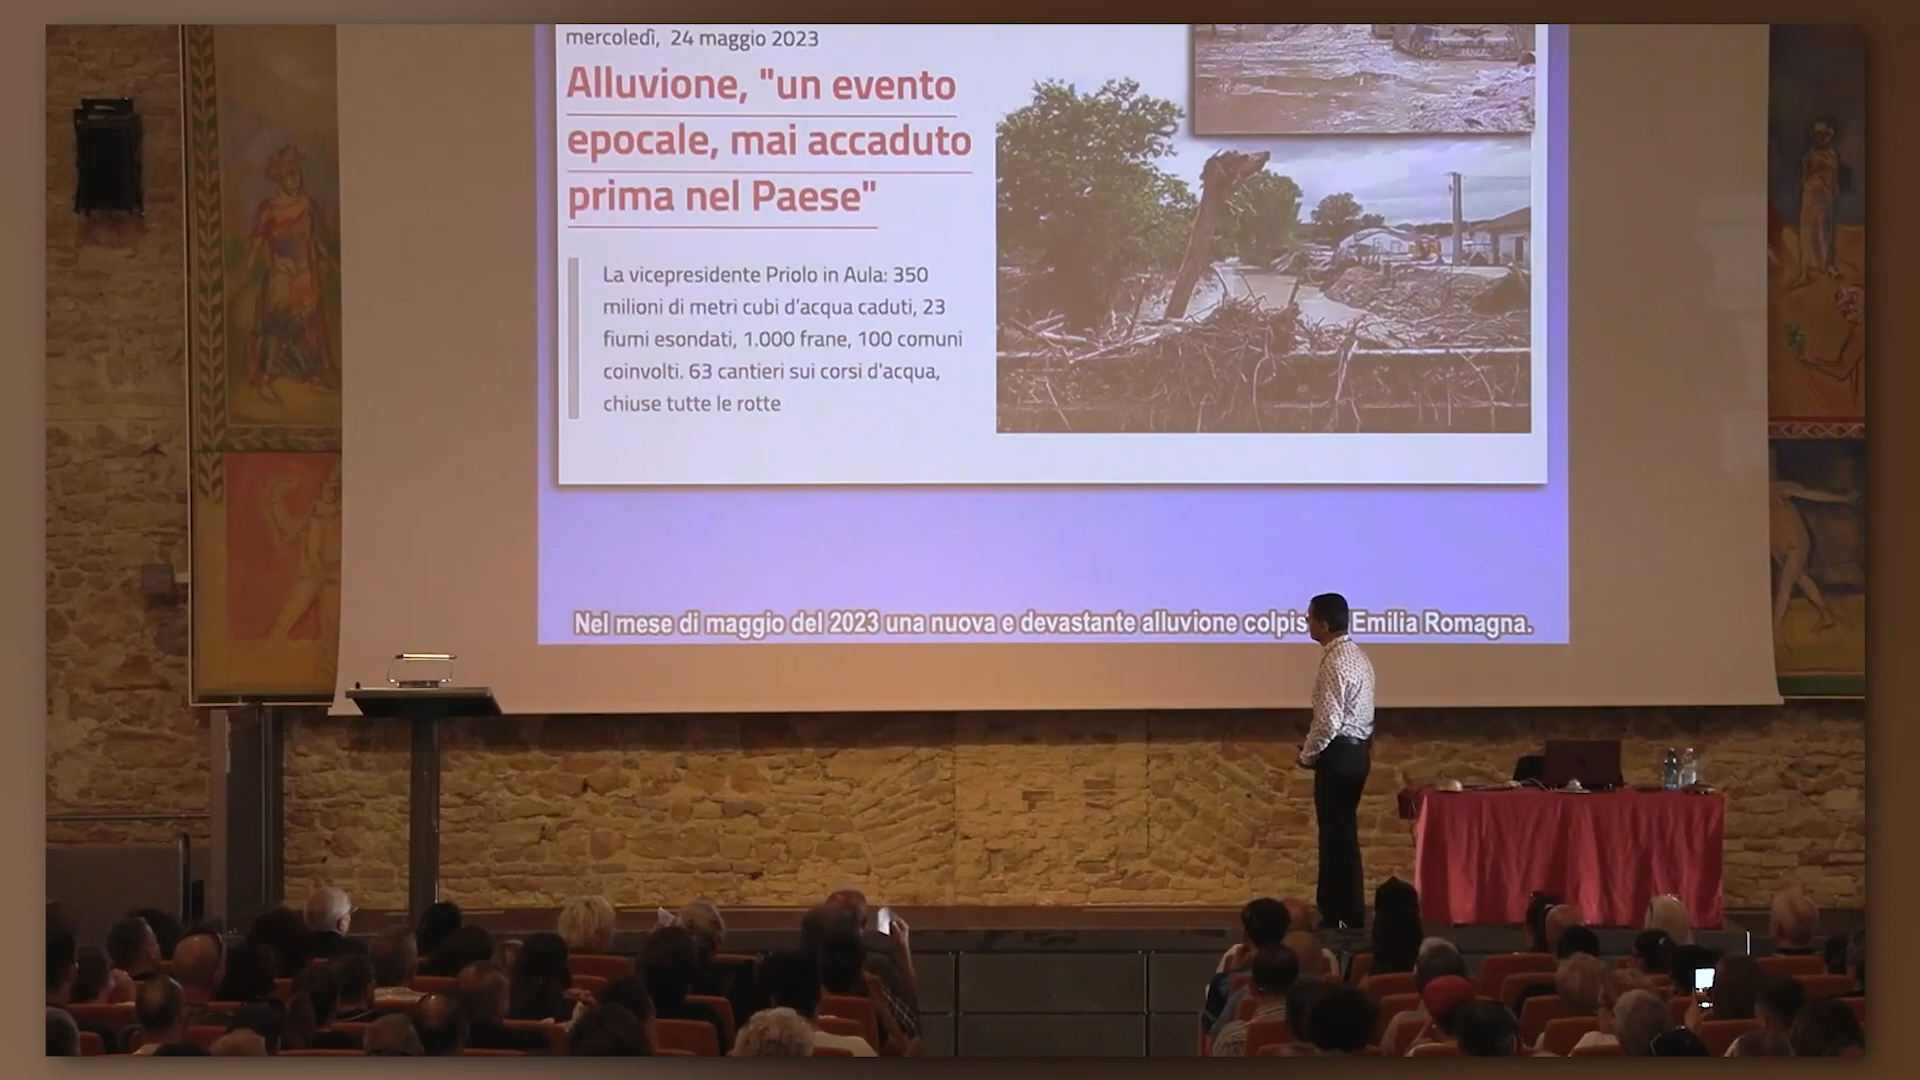 mercoledì, 24 maggio 2023
Alluvione, "un evento
epocale, mai accaduto
prima nel Paese"
La vicepresidente Priolo in Aula: 350
milioni di metri cubi d'acqua caduti, 23
fiumi esondati, 1.000 frane, 100 comuni
coinvolti. 63 cantieri sui corsi d'acqua,
chiuse tutte le rotte
Nel mese di maggio del 2023 una nuova e devastante alluvione Emilia Romagna.